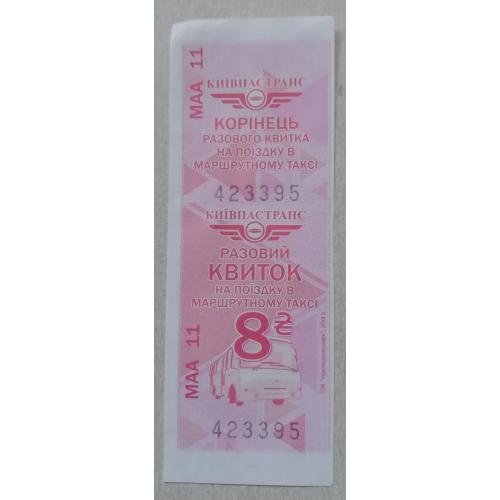 МАА 11
КИЇВПАСТРАНС
КОРІНЕЦЬ
РАЗОВОГО КВИТКА
НА ПОЇЗДКУ В
МАРШРУТНОМУ ТАКСІ
423395
КИЇВПАСТРАНС
РАЗОВИЙ
КВИТОК
НА ПОЇЗДКУ В
МАРШРУТНОМУ ТАКСІ
8 ₴
МАА 11
423395